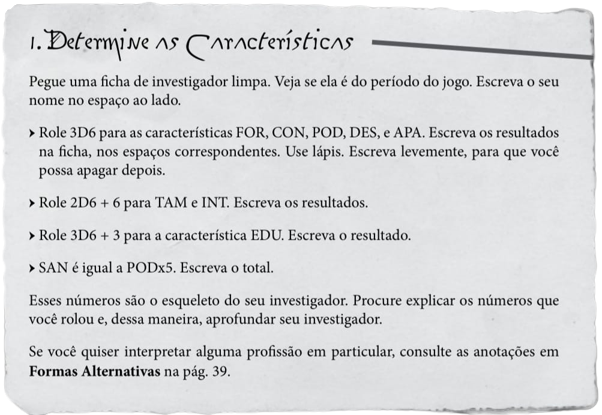 1. Determine as Características
Pegue uma ficha de investigador limpa. Veja se ela é do período do jogo. Escreva o seu
nome no espaço ao lado.
› Role 3D6 para as características FOR, CON, POD, DES, e APA. Escreva os resultados
na ficha, nos espaços correspondentes. Use lápis. Escreva levemente, para que você
possa apagar depois.
› Role 2D6 + 6 para TAM e INT. Escreva os resultados.
› Role 3D6 + 3 para a característica EDU. Escreva o resultado.
› SAN é igual a PODx5. Escreva o total.
Esses números são o esqueleto do seu investigador. Procure explicar os números que
você rolou e, dessa maneira, aprofundar seu investigador.
Se você quiser interpretar alguma profissão em particular, consulte as anotações em
Formas Alternativas na pág. 39.